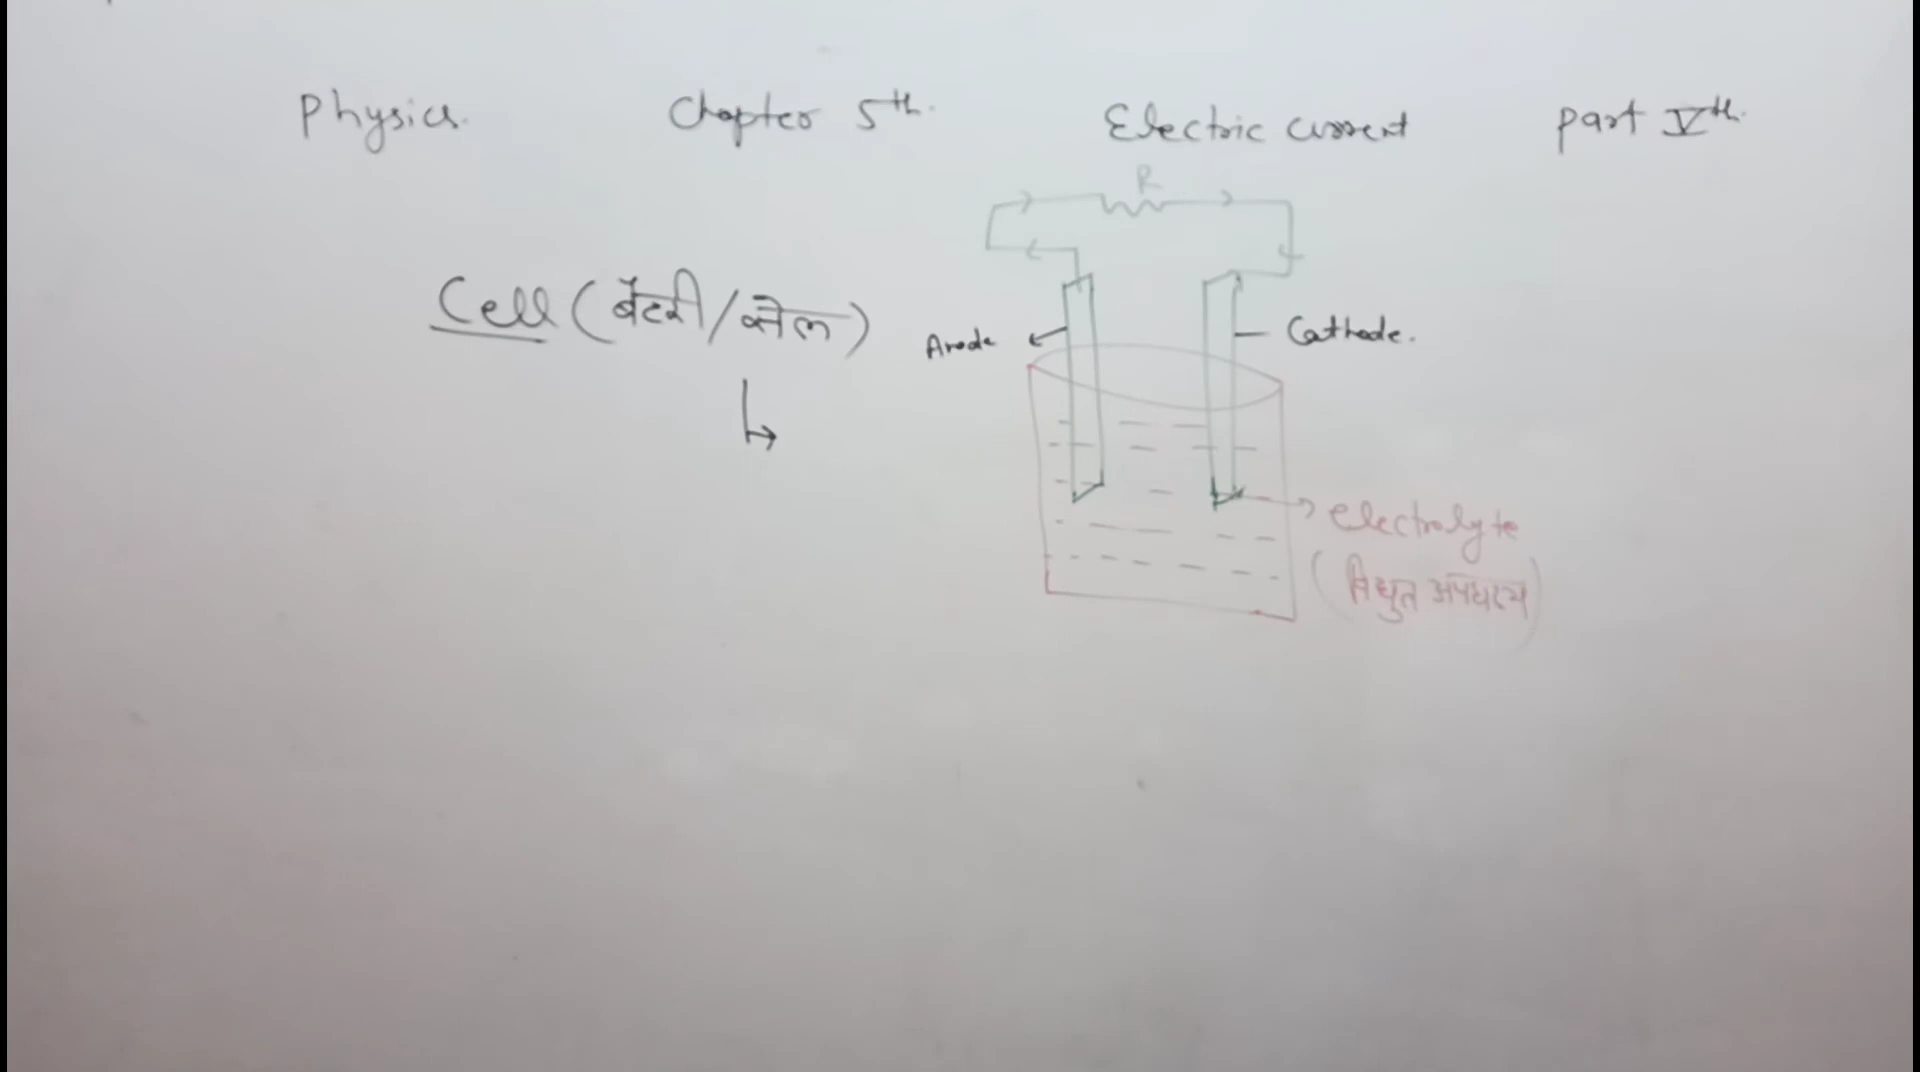 Physics. Chapter 5th. Electric current Part Vth.
R
Cell (बैटरी/सैल)
Anode
Cathode.
electrolyte
(विद्युत अपघट्य)